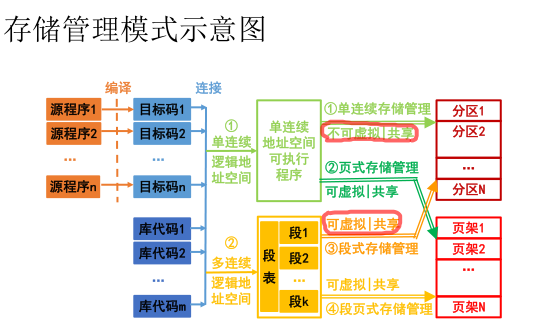 存储管理模式示意图
编译
连接
源程序1
目标码1
源程序2
目标码2
...
...
源程序n
目标码n
库代码1
库代码2
...
库代码m
①
单连续
逻辑地
址空间
②
多连续
逻辑地
址空间
单连续
地址空间
可执行
程序
段表
段1
段2
...
段k
①单连续存储管理
不可虚拟|共享
②页式存储管理
可虚拟|共享
可虚拟|共享
③段式存储管理
可虚拟|共享
④段页式存储管理
分区1
分区2
...
分区N
页架1
页架2
...
页架N